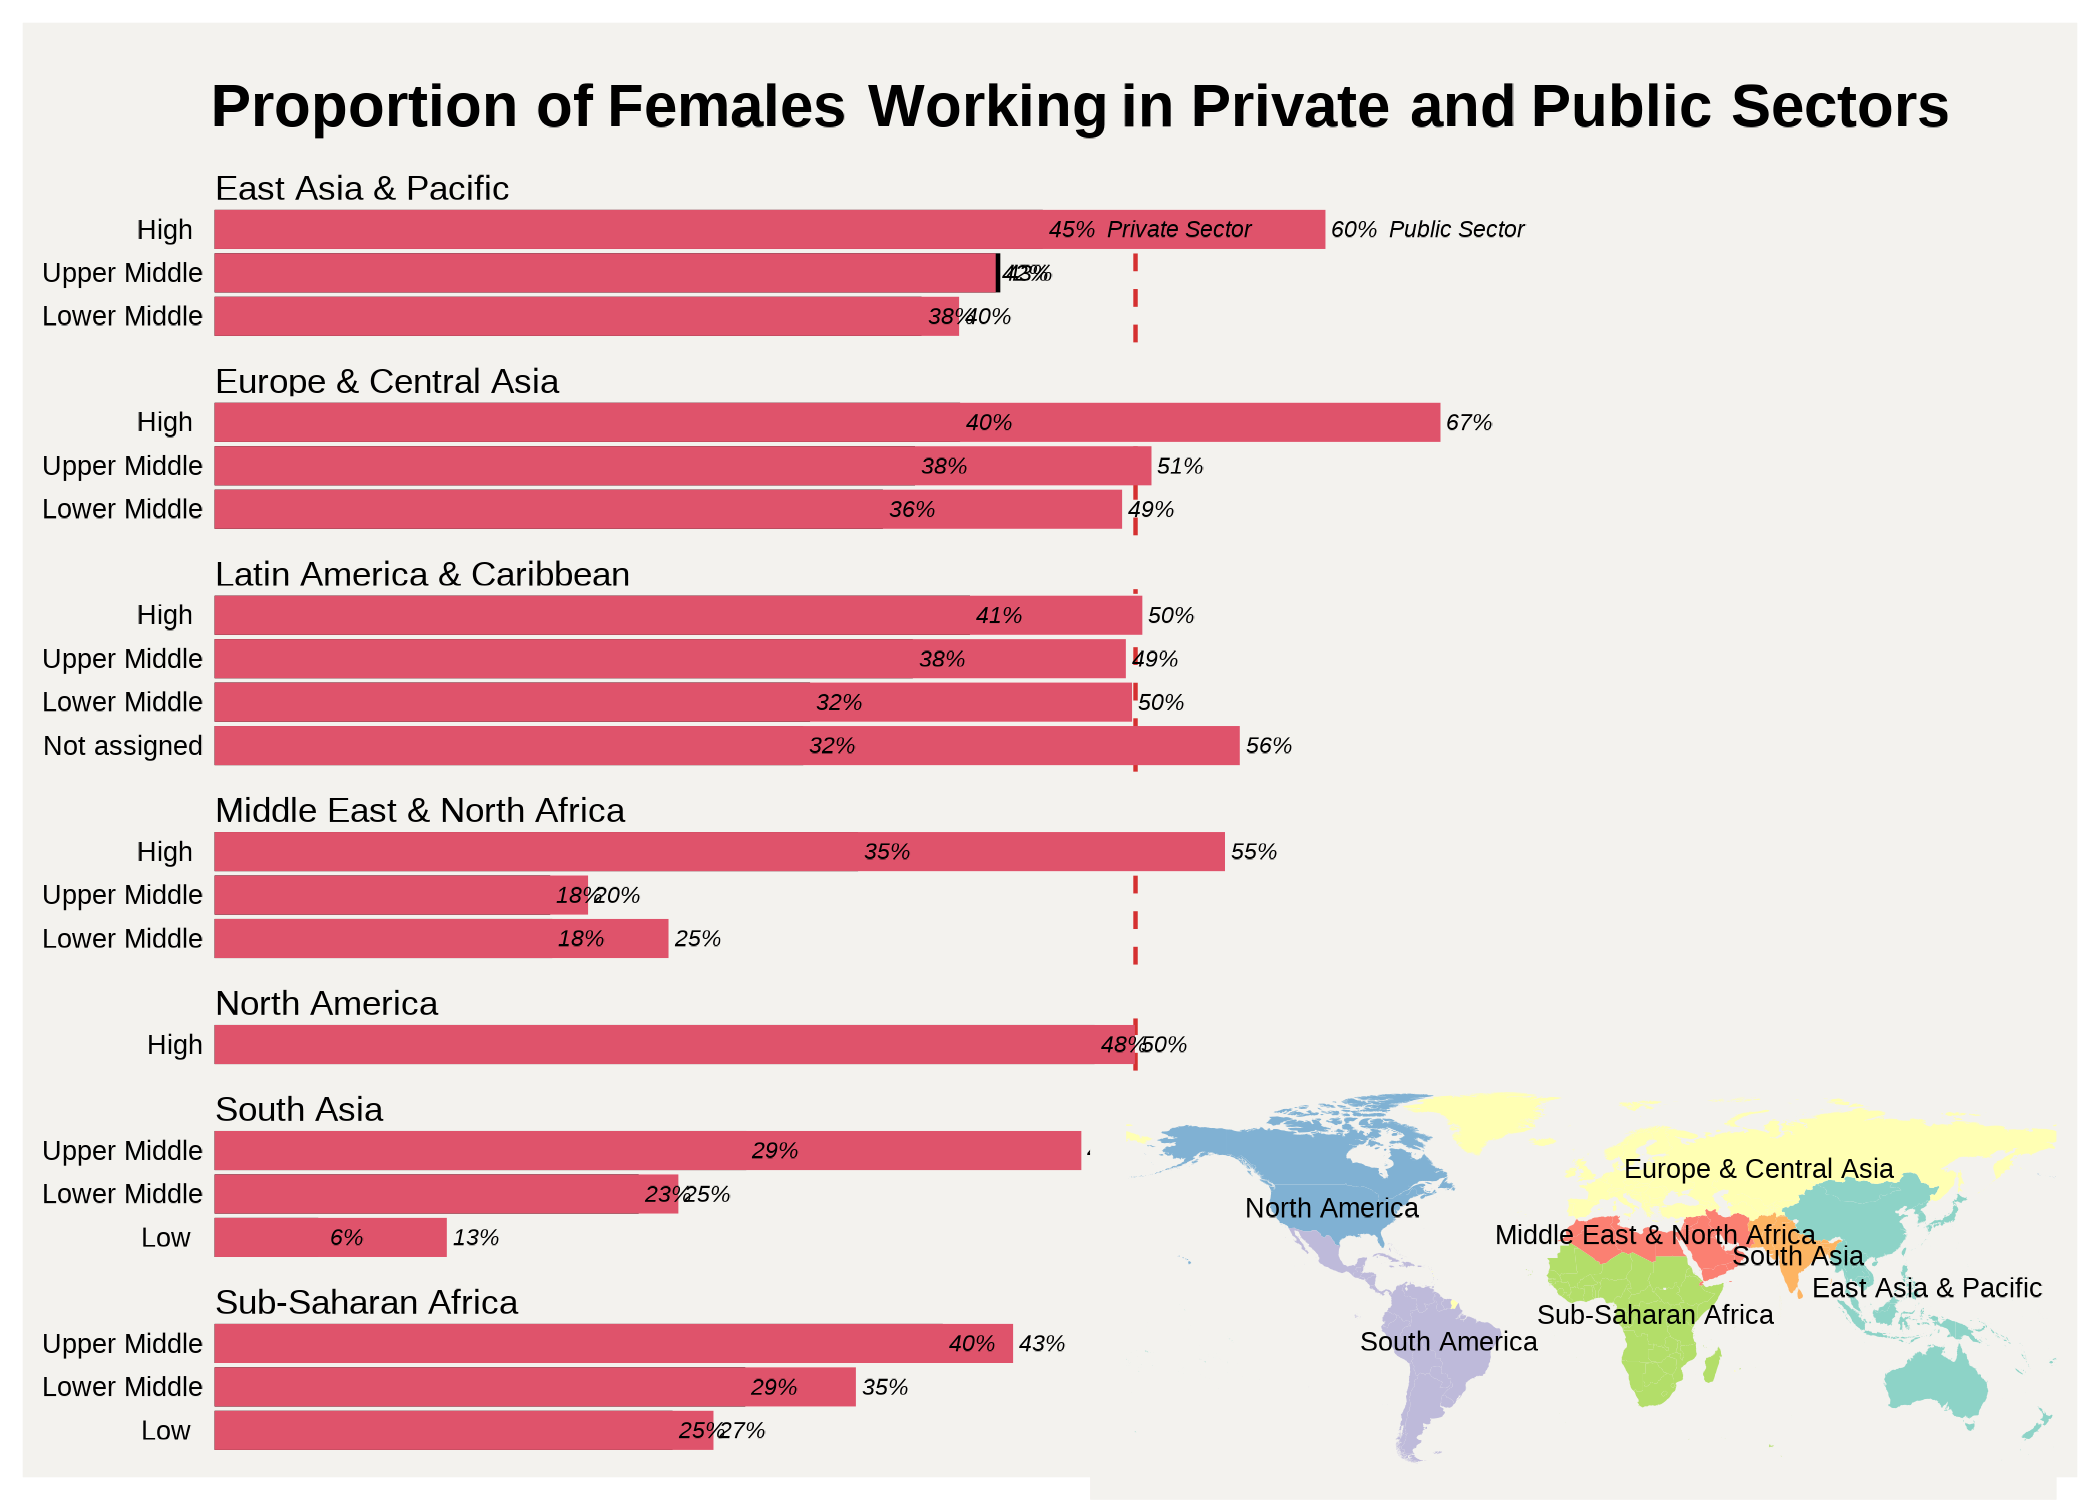 Proportion of Females Working in Private and Public Sectors
East Asia & Pacific
High 45% Private Sector 60% Public Sector
Upper Middle 42% 43%
Lower Middle 38% 40%
Europe & Central Asia
High 40% 67%
Upper Middle 38% 51%
Lower Middle 36% 49%
Latin America & Caribbean
High 41% 50%
Upper Middle 38% 49%
Lower Middle 32% 50%
Not assigned 32% 56%
Middle East & North Africa
High 35% 55%
Upper Middle 18% 20%
Lower Middle 18% 25%
North America
High 48% 50%
South Asia
Upper Middle 29%
Lower Middle 23% 25%
Low 6% 13%
Sub-Saharan Africa
Upper Middle 40% 43%
Lower Middle 29% 35%
Low 25% 27%
Europe & Central Asia
North America
Middle East & North Africa
South Asia
East Asia & Pacific
Sub-Saharan Africa
South America